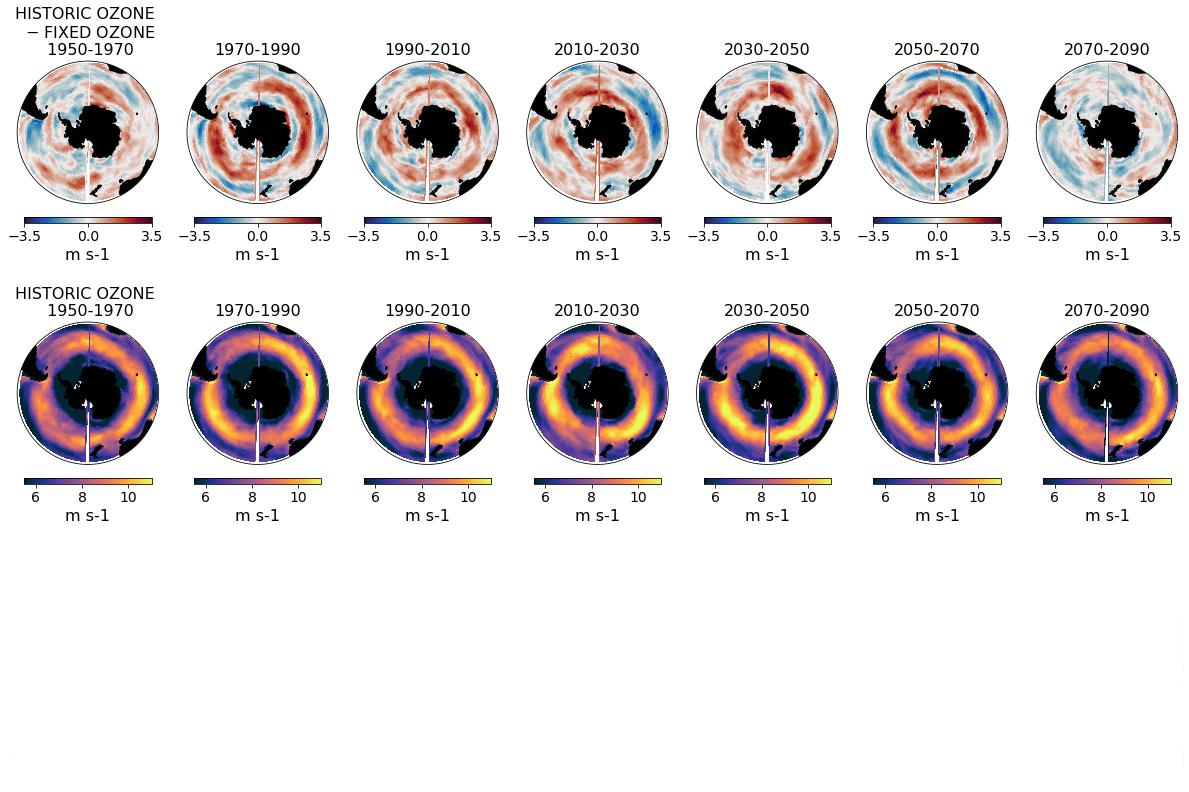 HISTORIC OZONE
− FIXED OZONE
1950-1970 1970-1990 1990-2010 2010-2030 2030-2050 2050-2070 2070-2090
−3.5 0.0 3.5 −3.5 0.0 3.5 −3.5 0.0 3.5 −3.5 0.0 3.5 −3.5 0.0 3.5 −3.5 0.0 3.5 −3.5 0.0 3.5
m s-1 m s-1 m s-1 m s-1 m s-1 m s-1 m s-1
HISTORIC OZONE
1950-1970 1970-1990 1990-2010 2010-2030 2030-2050 2050-2070 2070-2090
6 8 10 6 8 10 6 8 10 6 8 10 6 8 10 6 8 10 6 8 10
m s-1 m s-1 m s-1 m s-1 m s-1 m s-1 m s-1